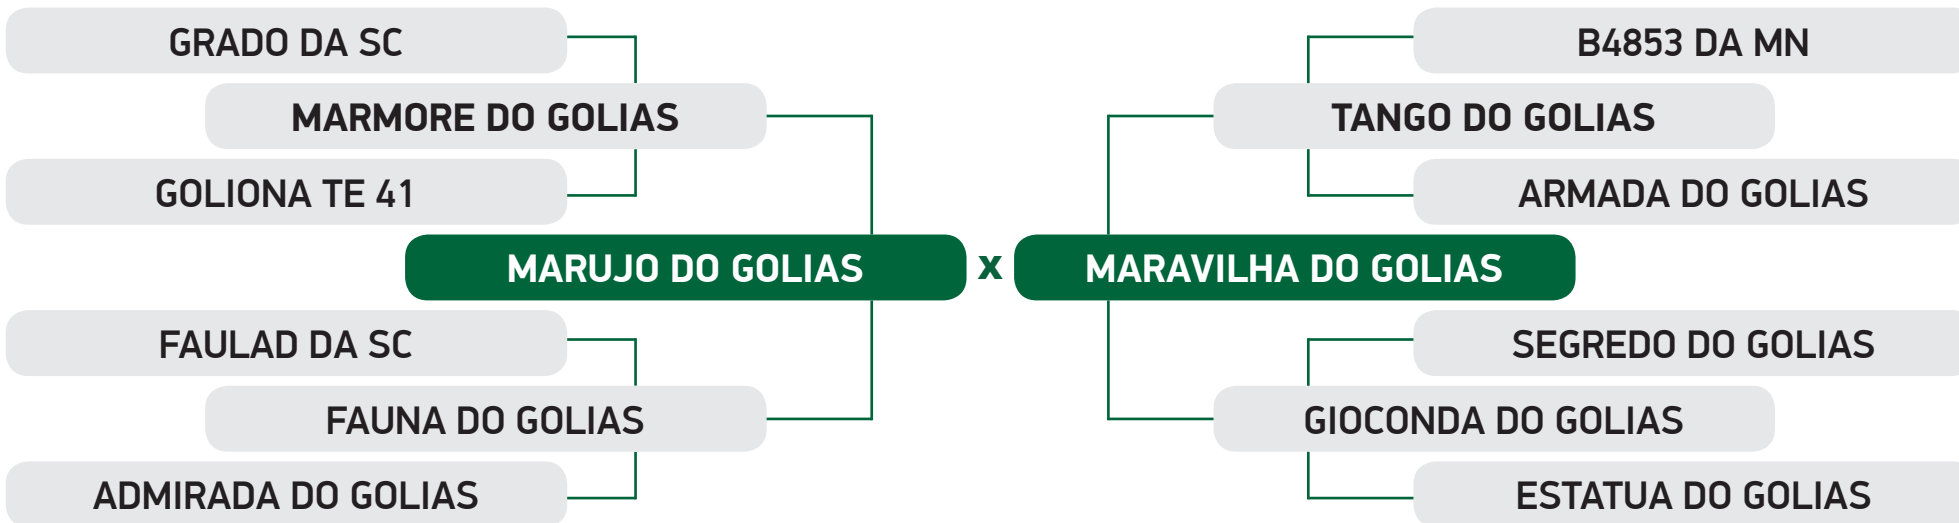 GRADO DA SC
B4853 DA MN
MARMORE DO GOLIAS
TANGO DO GOLIAS
GOLIONA TE 41
ARMADA DO GOLIAS
MARUJO DO GOLIAS x MARAVILHA DO GOLIAS
FAULAD DA SC
SEGREDO DO GOLIAS
FAUNA DO GOLIAS
GIOCONDA DO GOLIAS
ADMIRADA DO GOLIAS
ESTATUA DO GOLIAS